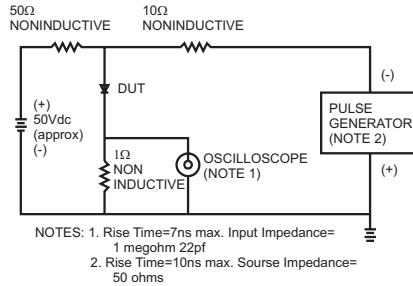 50Ω
NONINDUCTIVE
10Ω
NONINDUCTIVE
DUT
(+)
50Vdc
(approx)
(-)
1Ω
NON
INDUCTIVE
OSCILLOSCOPE
(NOTE 1)
(-)
PULSE
GENERATOR
(NOTE 2)
(+)
NOTES: 1. Rise Time=7ns max. Input Impedance=
1 megohm 22pf
2. Rise Time=10ns max. Sourse Impedance=
50 ohms